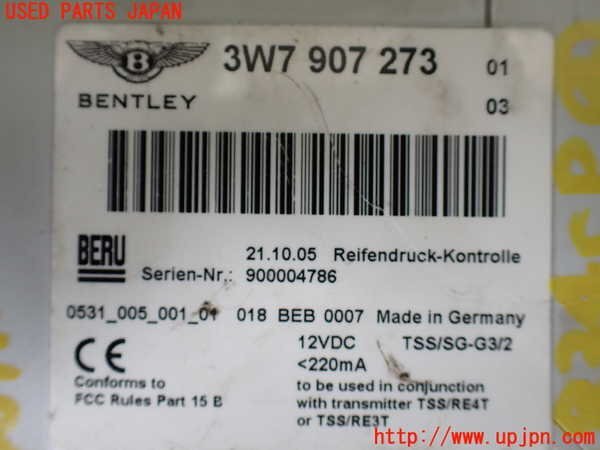 USED PARTS JAPAN
B
BENTLEY
3W7 907 273 01
03
BERU
21.10.05 Reifendruck-Kontrolle
Serien-Nr.: 900004786
0531_005_001_01 018 BEB 0007 Made in Germany
12VDC TSS/SG-G3/2
<220mA
CE
Conforms to
FCC Rules Part 15 B
to be used in conjunction
with transmitter TSS/RE4T
or TSS/RE3T
http://www.upjpn.com/